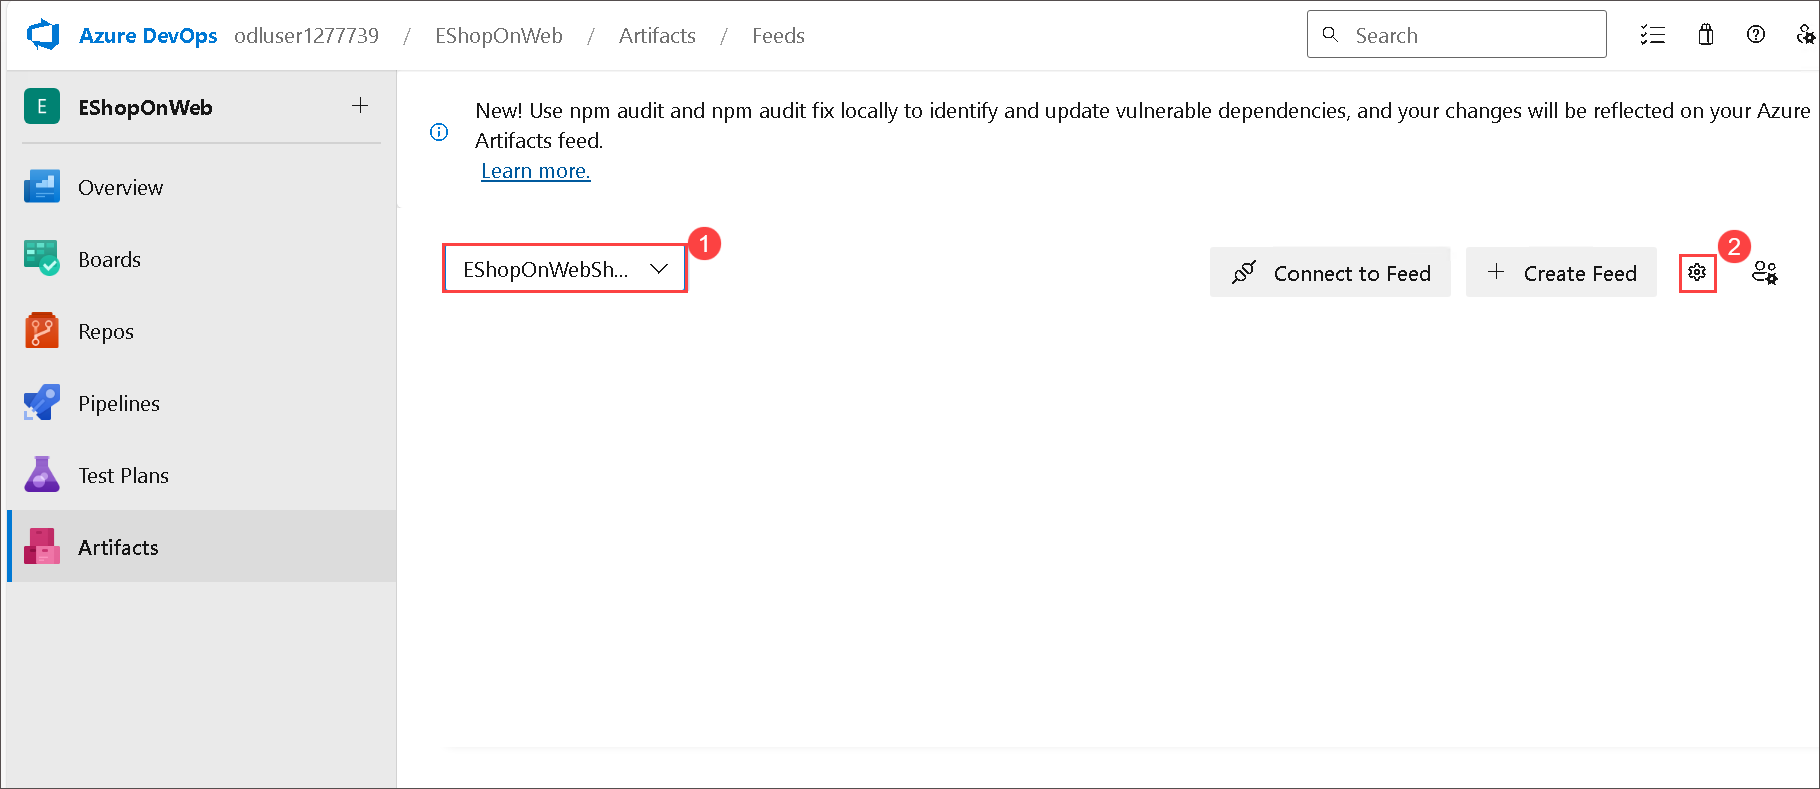 Azure DevOps odluser1277739 / EShopOnWeb / Artifacts / Feeds
Search
E EShopOnWeb
New! Use npm audit and npm audit fix locally to identify and update vulnerable dependencies, and your changes will be reflected on your Azure
Artifacts feed.
Learn more.
Overview
Boards
Repos
Pipelines
Test Plans
Artifacts
EShopOnWebSh...
1
Connect to Feed
Create Feed
2